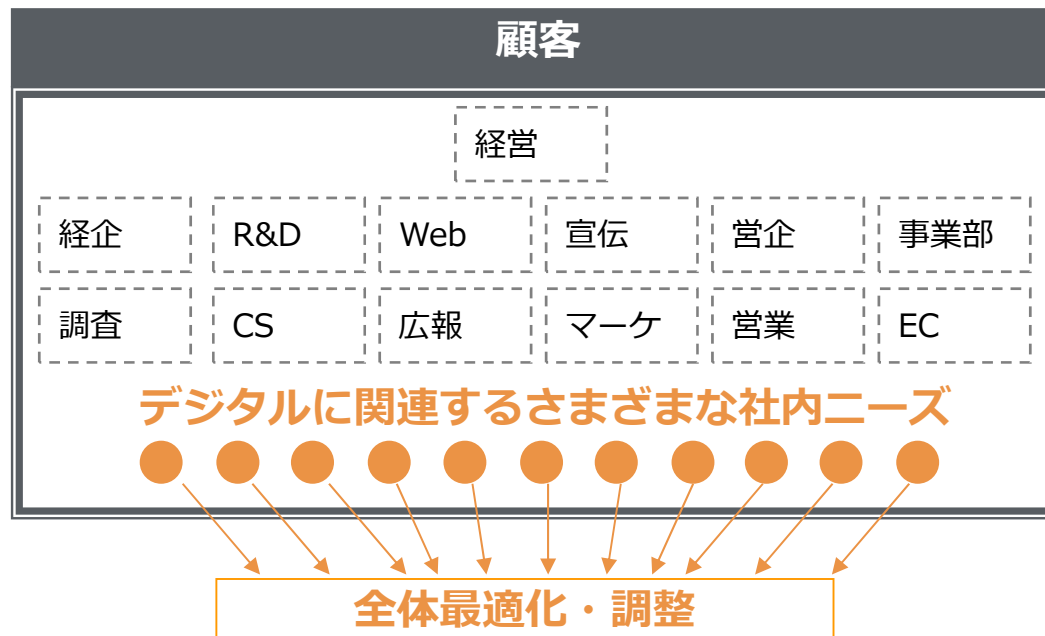 顧客
経営
経企
R&D
Web
宣伝
営企
事業部
調査
CS
広報
マーケ
営業
EC
デジタルに関連するさまざまな社内ニーズ
全体最適化・調整